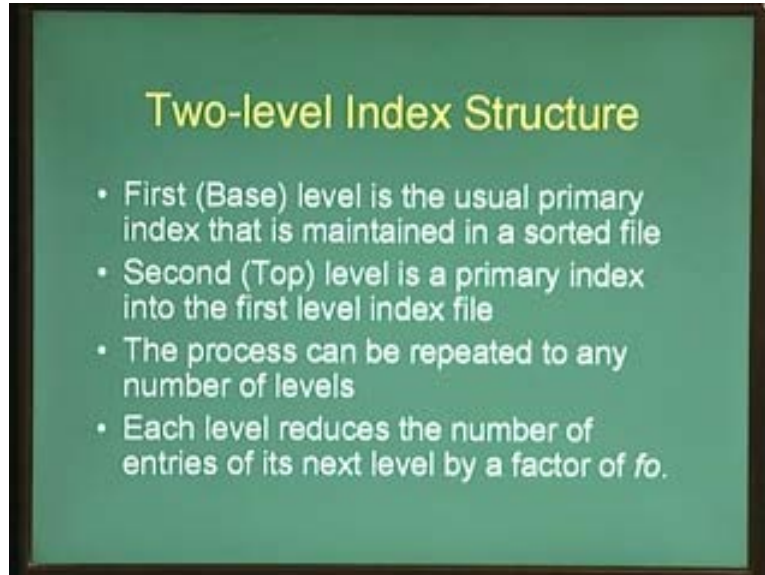 Two-level Index Structure
• First (Base) level is the usual primary
index that is maintained in a sorted file
• Second (Top) level is a primary index
into the first level index file
• The process can be repeated to any
number of levels
• Each level reduces the number of
entries of its next level by a factor of fo.